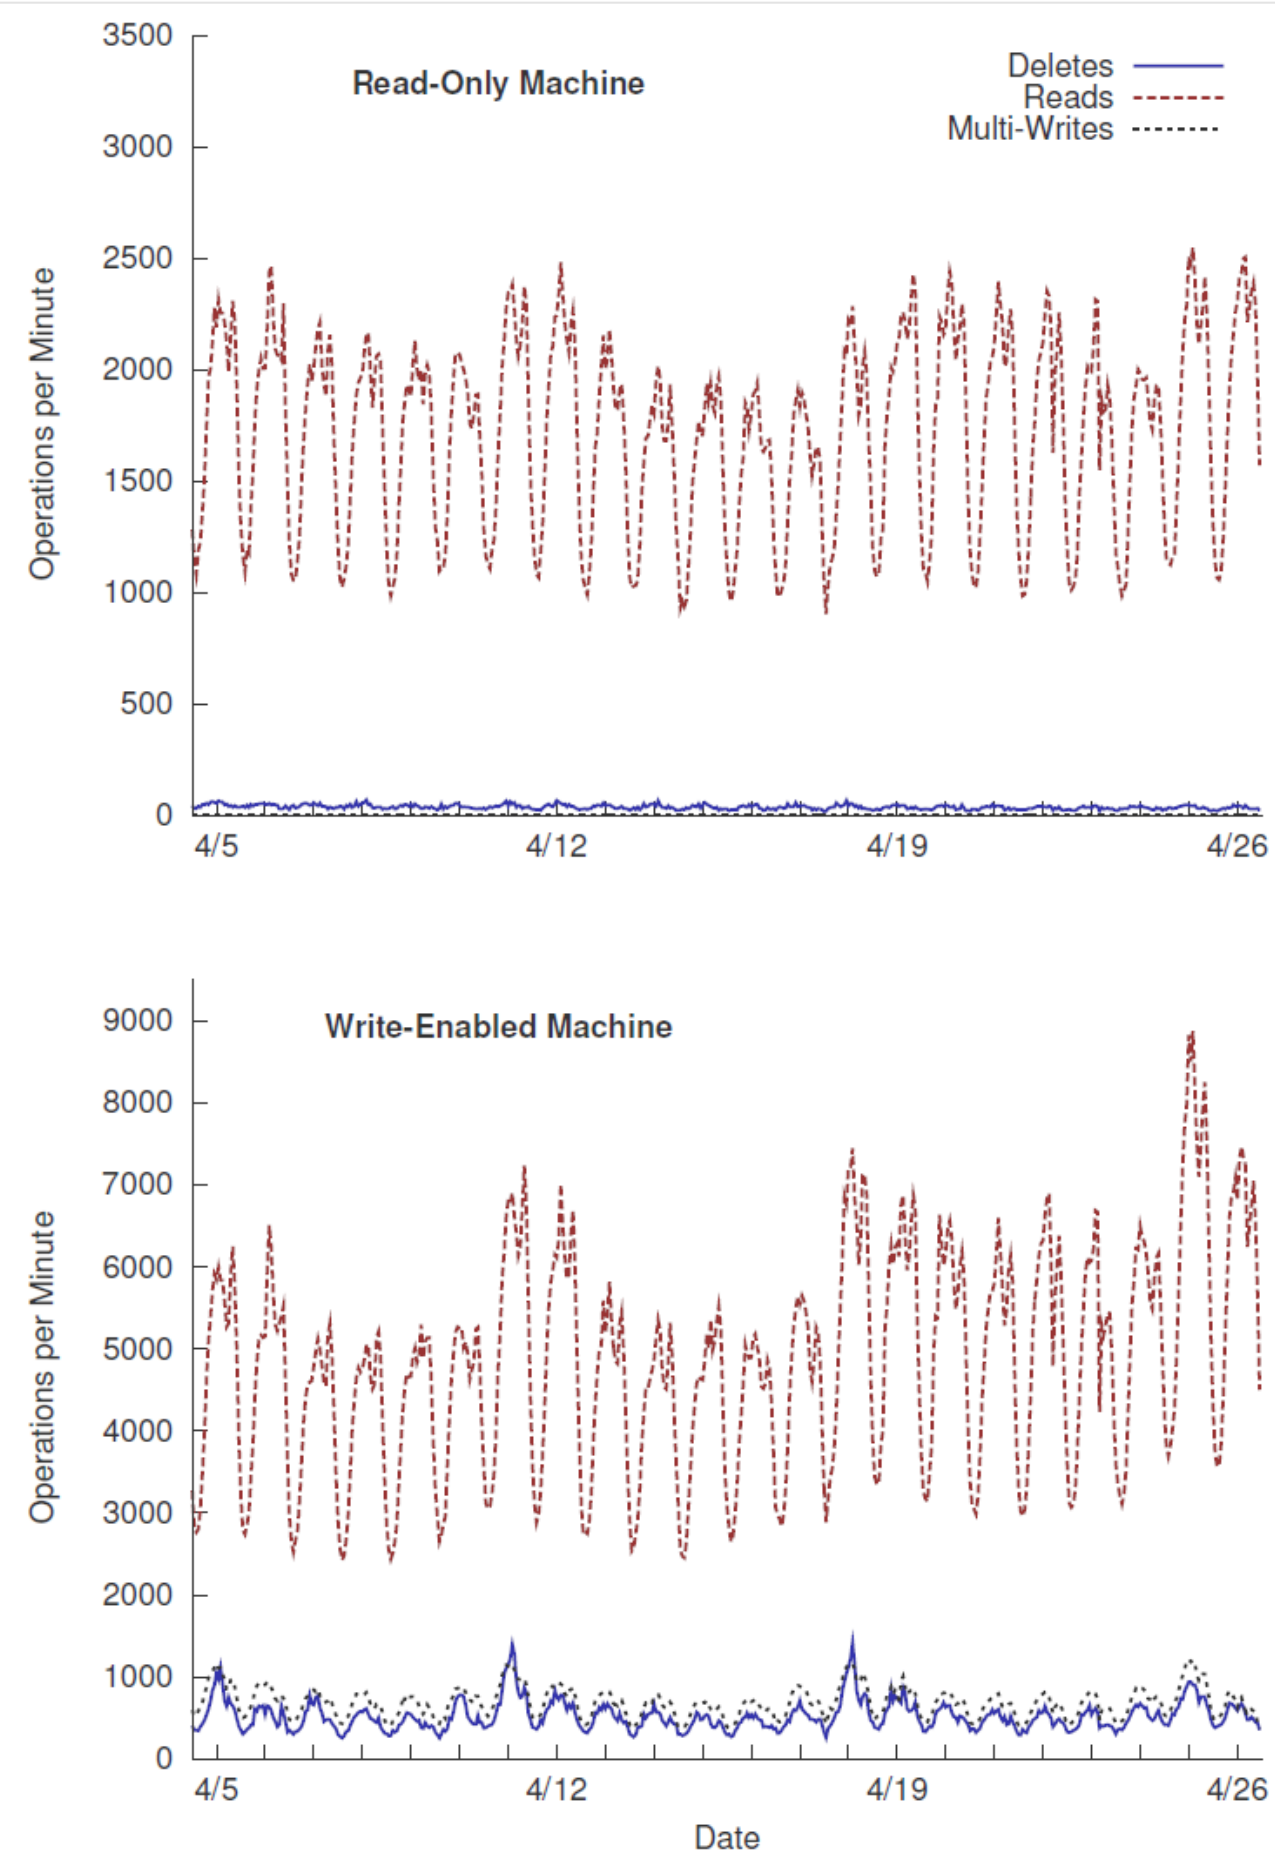 3500
Read-Only Machine
Deletes
Reads
Multi-Writes
3000
2500
2000
1500
1000
500
0
Operations per Minute
4/5 4/12 4/19 4/26
Write-Enabled Machine
9000
8000
7000
6000
5000
4000
3000
2000
1000
0
Operations per Minute
4/5 4/12 4/19 4/26
Date